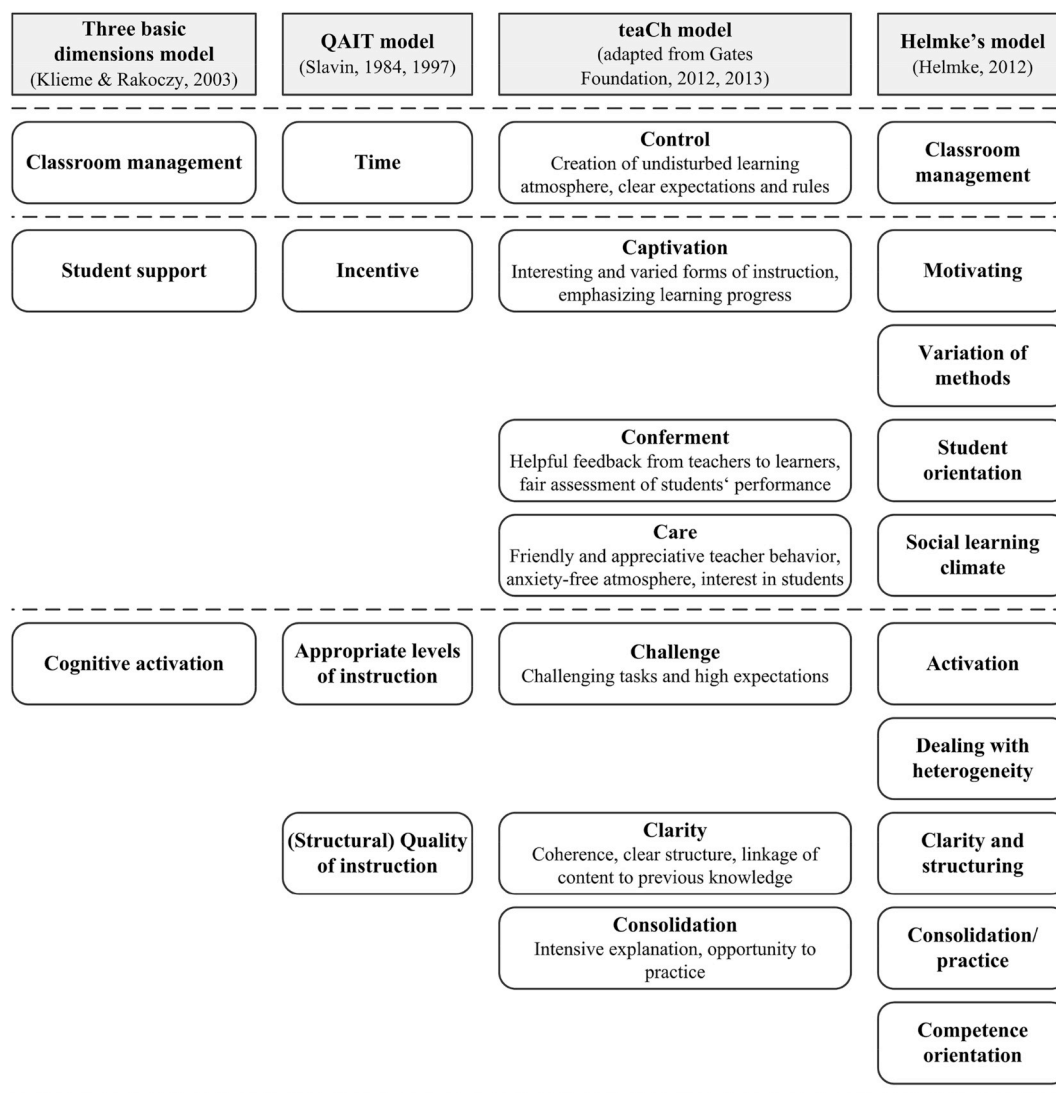 Three basic
dimensions model
(Klieme & Rakoczy, 2003)
QAIT model
(Slavin, 1984, 1997)
teaCh model
(adapted from Gates
Foundation, 2012, 2013)
Helmke’s model
(Helmke, 2012)
Classroom management
Time
Control
Creation of undisturbed learning
atmosphere, clear expectations and rules
Classroom
management
Student support
Incentive
Captivation
Interesting and varied forms of instruction,
emphasizing learning progress
Motivating
Variation of
methods
Conferment
Helpful feedback from teachers to learners,
fair assessment of students‘ performance
Student
orientation
Care
Friendly and appreciative teacher behavior,
anxiety-free atmosphere, interest in students
Social learning
climate
Cognitive activation
Appropriate levels
of instruction
Challenge
Challenging tasks and high expectations
Activation
Dealing with
heterogeneity
(Structural) Quality
of instruction
Clarity
Coherence, clear structure, linkage of
content to previous knowledge
Clarity and
structuring
Consolidation
Intensive explanation, opportunity to
practice
Consolidation/
practice
Competence
orientation